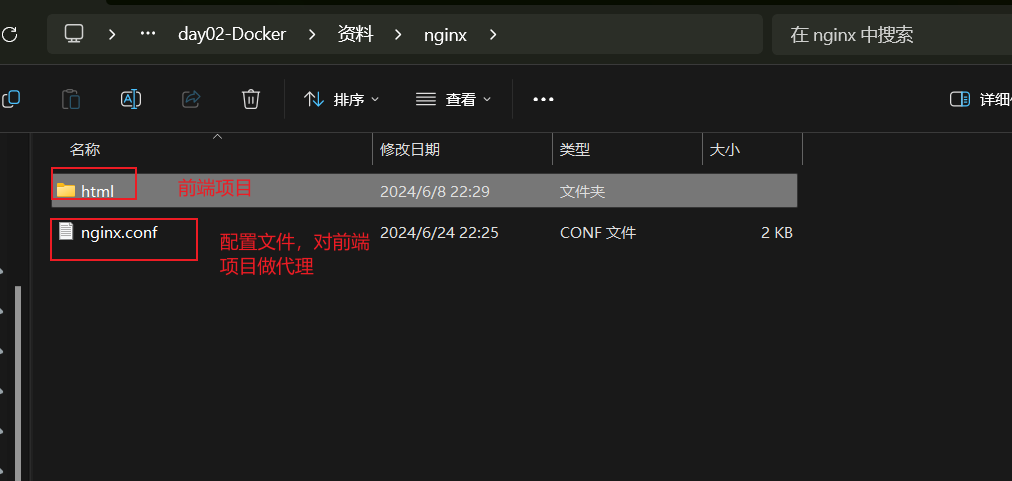 ··· day02-Docker 资料 nginx 在 nginx 中搜索
排序 查看 ··· 详细
名称 修改日期 类型 大小
html 前端项目 2024/6/8 22:29 文件夹
nginx.conf 2024/6/24 22:25 CONF 文件 2 KB
配置文件，对前端
项目做代理